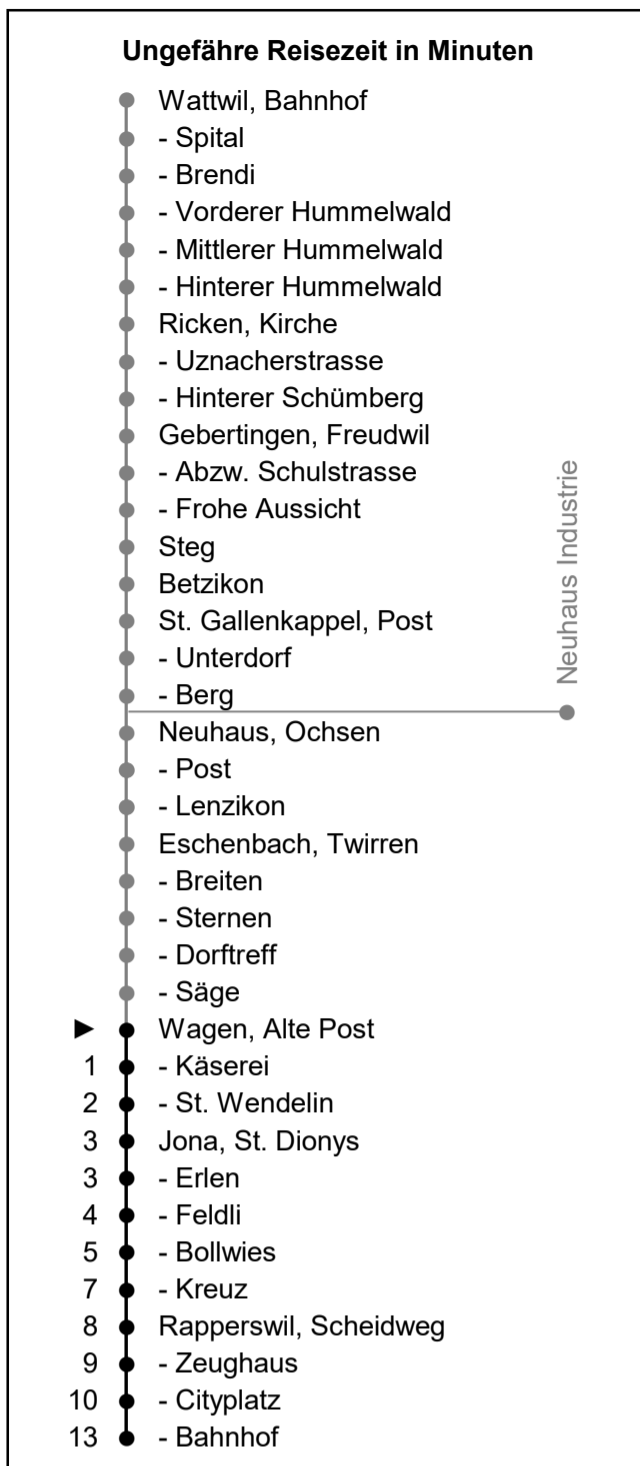 Ungefähre Reisezeit in Minuten
Wattwil, Bahnhof
- Spital
- Brendi
- Vorderer Hummelwald
- Mittlerer Hummelwald
- Hinterer Hummelwald
Ricken, Kirche
- Uznacherstrasse
- Hinterer Schümberg
Gebertingen, Freudwil
- Abzw. Schulstrasse
- Frohe Aussicht
Steg
Betzikon
St. Gallenkappel, Post
- Unterdorf
- Berg
Neuhaus Industrie
Neuhaus, Ochsen
- Post
- Lenzikon
Eschenbach, Twirren
- Breiten
- Sternen
- Dorftreff
- Säge
► Wagen, Alte Post
1 - Käserei
2 - St. Wendelin
3 Jona, St. Dionys
3 - Erlen
4 - Feldli
5 - Bollwies
7 - Kreuz
8 Rapperswil, Scheidweg
9 - Zeughaus
10 - Cityplatz
13 - Bahnhof